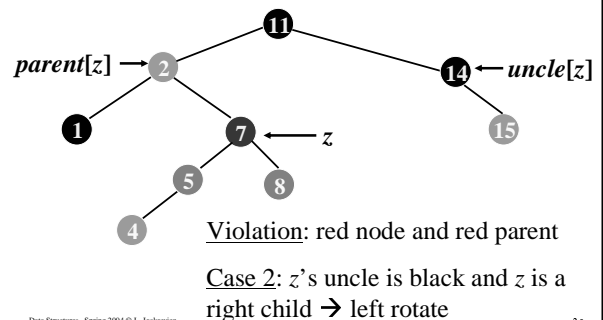 11
parent[z]
2
14
uncle[z]
1
7
z
15
5
8
4
Violation: red node and red parent
Case 2: z's uncle is black and z is a
right child → left rotate